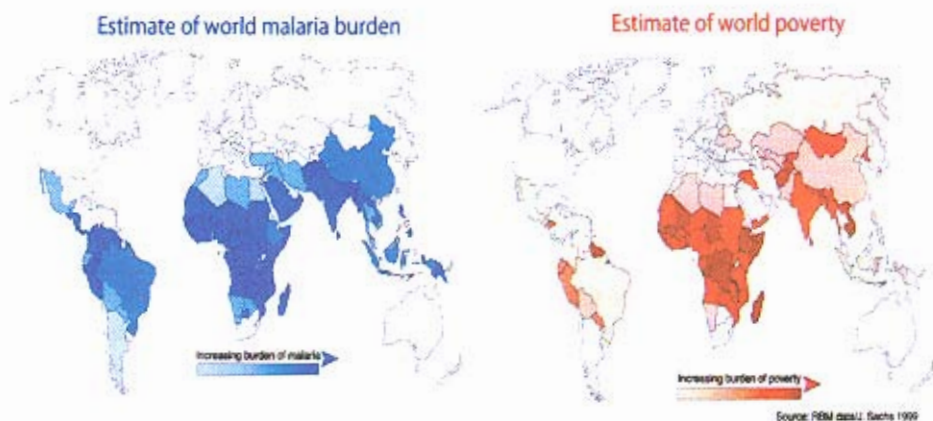 Estimate of world malaria burden
Estimate of world poverty
Increasing burden of malaria
Increasing burden of poverty
Source: RBM data/J. Sachs 1999